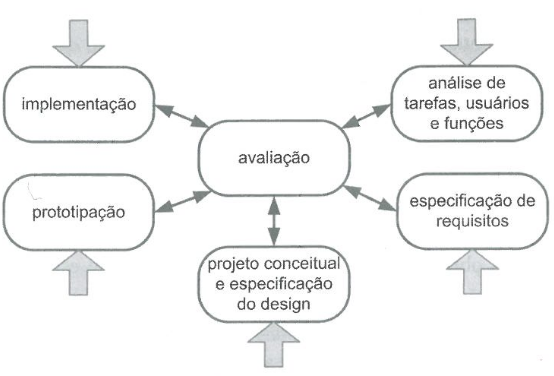 implementação
análise de
tarefas, usuários
e funções
avaliação
prototipação
especificação de
requisitos
projeto conceitual
e especificação
do design